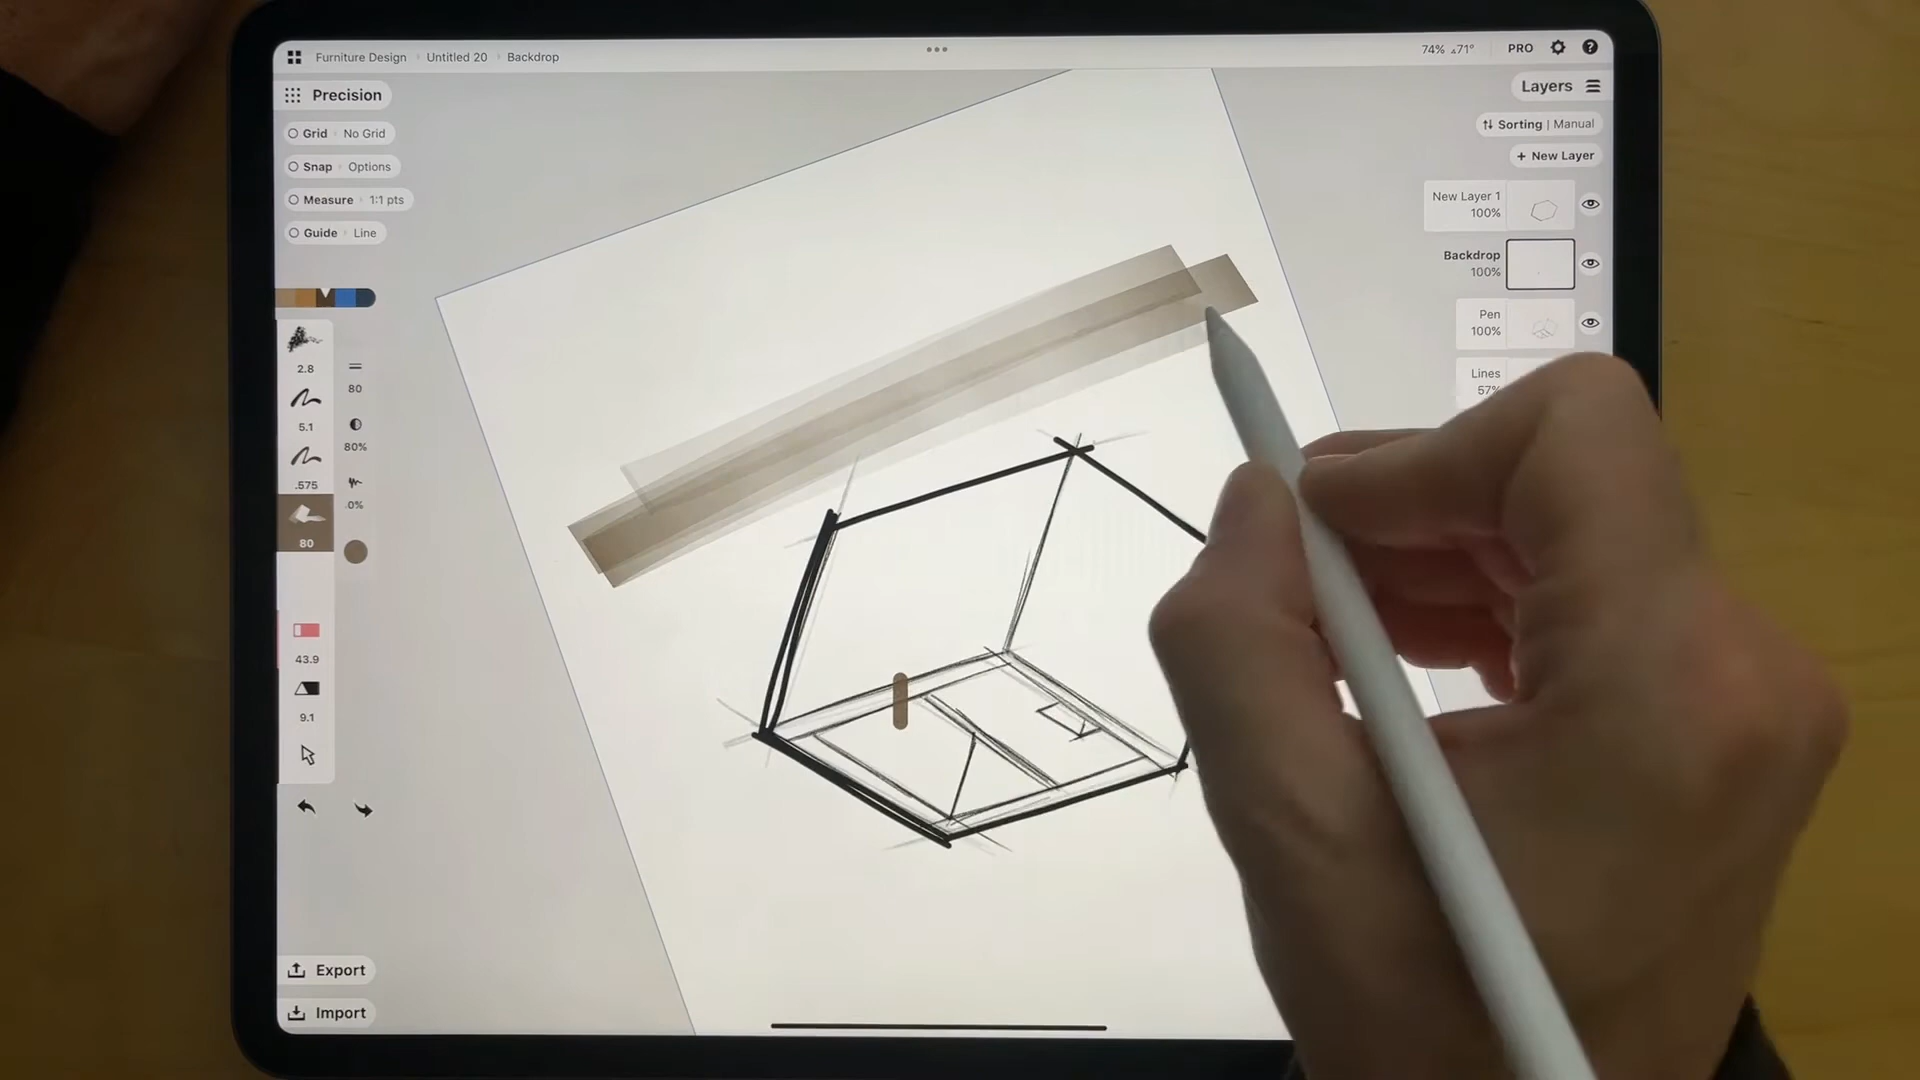 Furniture Design › Untitled 20 › Backdrop
74% ⊿71°
PRO
?
Precision
Grid › No Grid
Snap › Options
Measure › 1:1 pts
Guide › Line
2.8
5.1
.575
80
43.9
9.1
80
80%
0%
Export
Import
Layers
Sorting | Manual
+ New Layer
New Layer 1
100%
Backdrop
100%
Pen
100%
Lines
57%